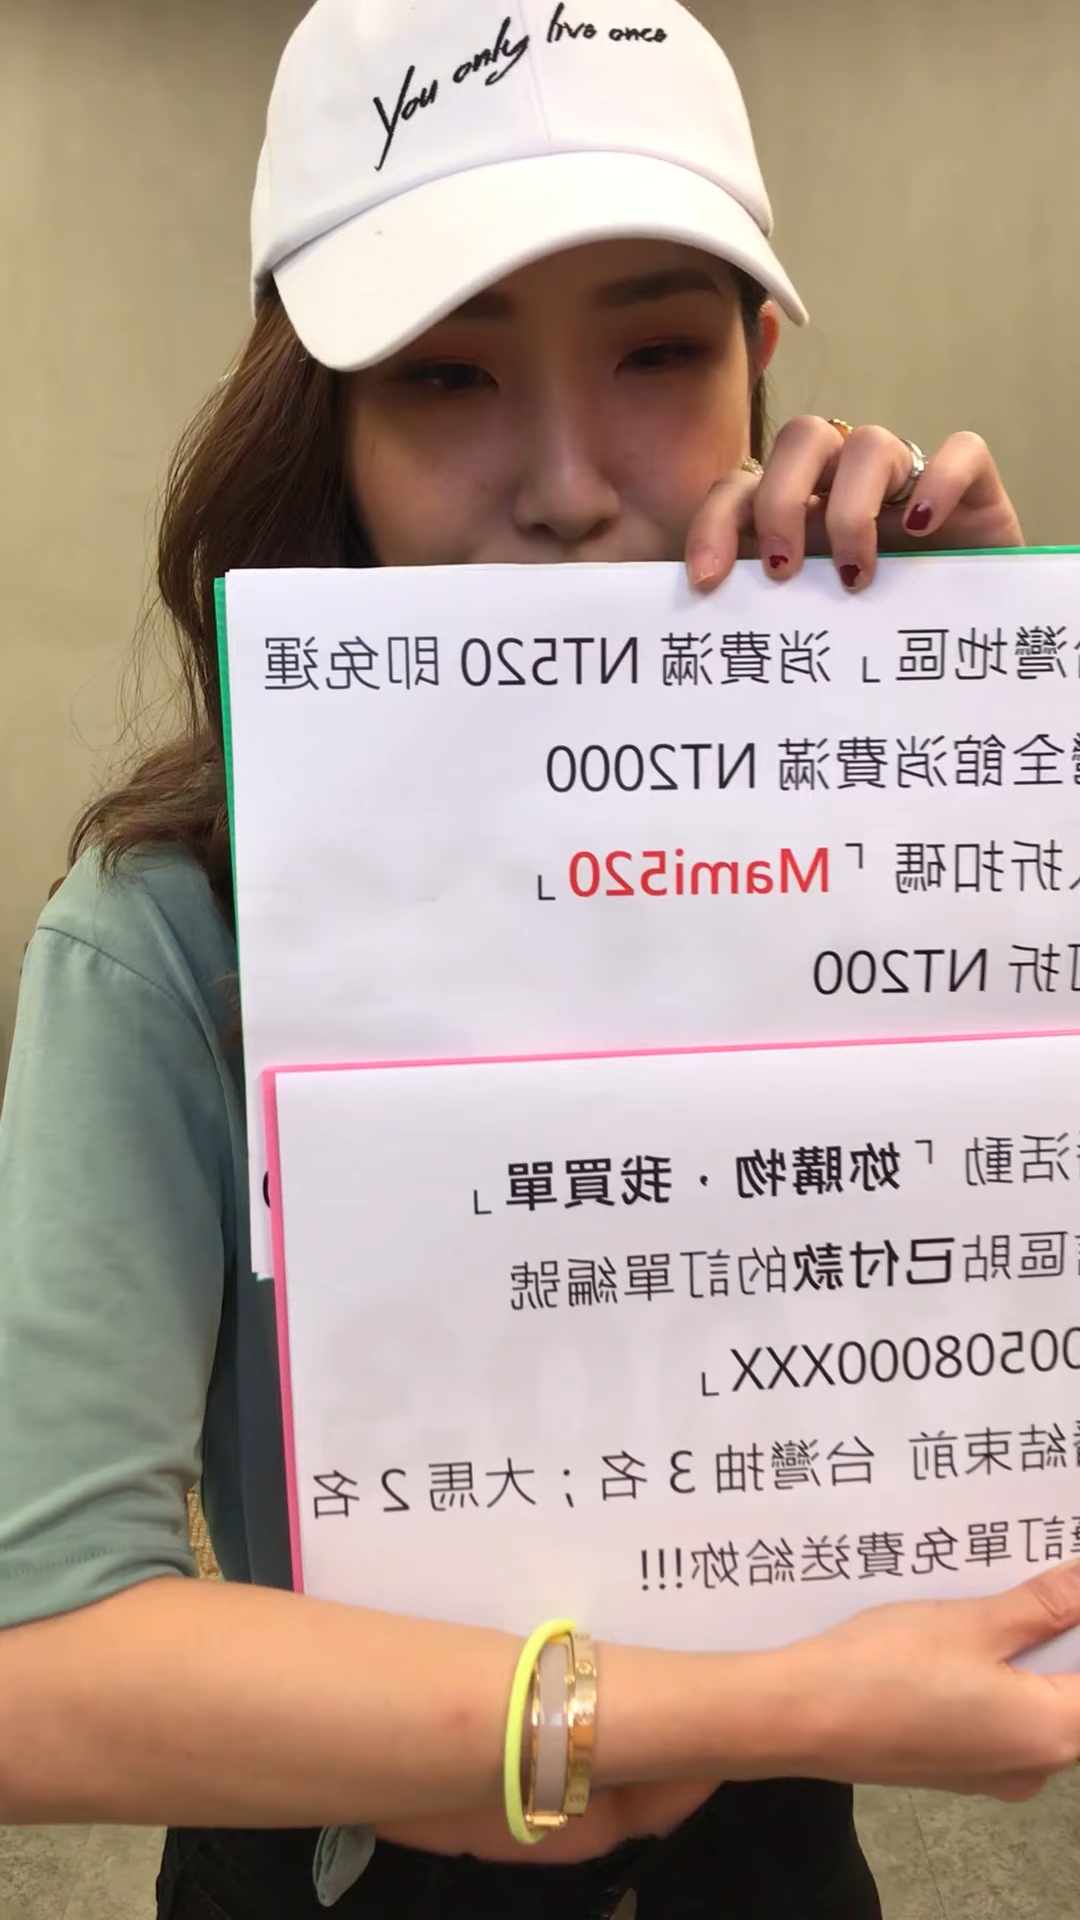 You only live once
灣地區」消費滿 NT520 即免運
全館消費滿 NT2000
折扣碼「Mami520」
折 NT200
活動「妳購物．我買單」
區貼已付款的訂單編號
00508000XXX」
結束前 台灣抽 3 名；大馬 2 名
訂單免費送給妳!!!